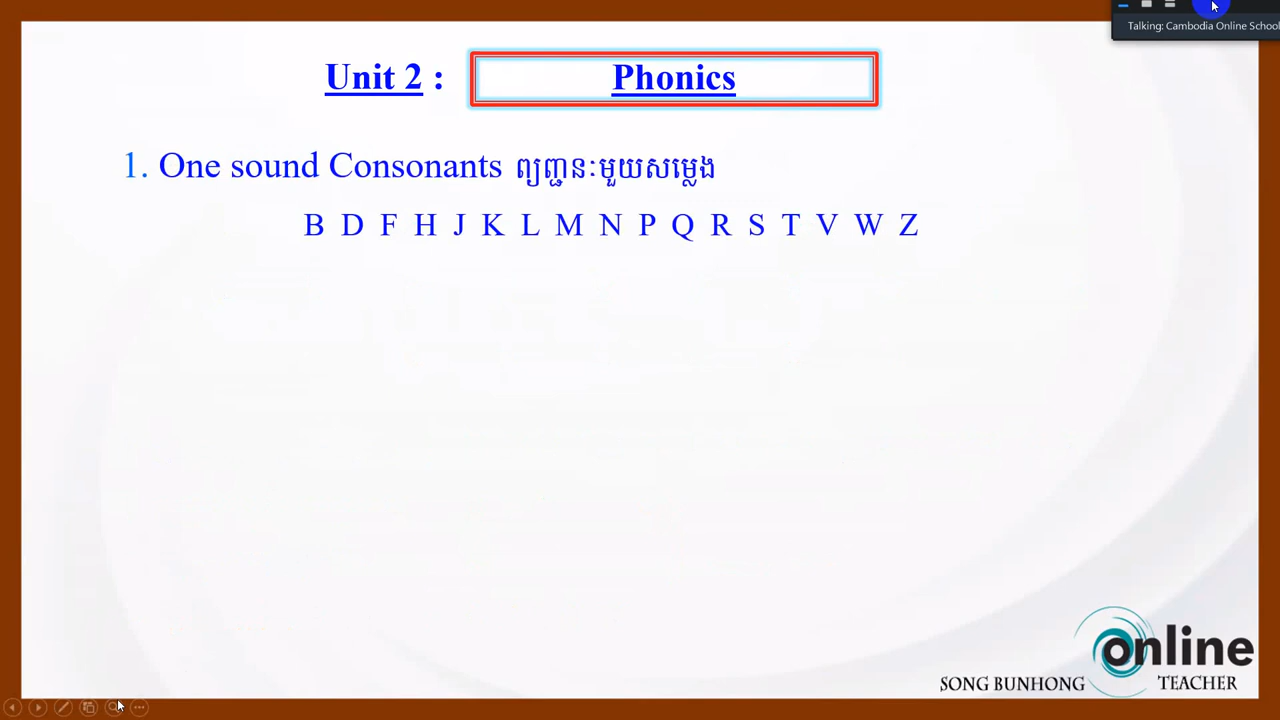 Talking: Cambodia Online School
Unit 2 : Phonics
1. One sound Consonants ព្យញ្ជនៈមួយសម្លេង
B D F H J K L M N P Q R S T V W Z
online
SONG BUNHONG TEACHER